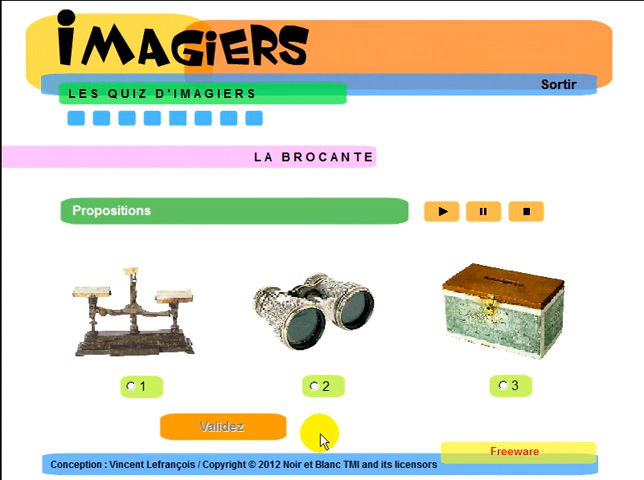 iMAGiERS
Sortir
LES QUIZ D'IMAGIERS
LA BROCANTE
Propositions
1
2
3
Validez
Freeware
Conception : Vincent Lefrançois / Copyright © 2012 Noir et Blanc TMI and its licensors